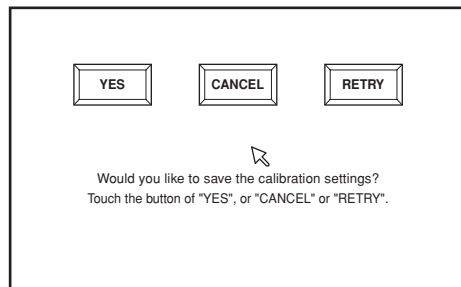 YES CANCEL RETRY
Would you like to save the calibration settings?
Touch the button of "YES", or "CANCEL" or "RETRY".